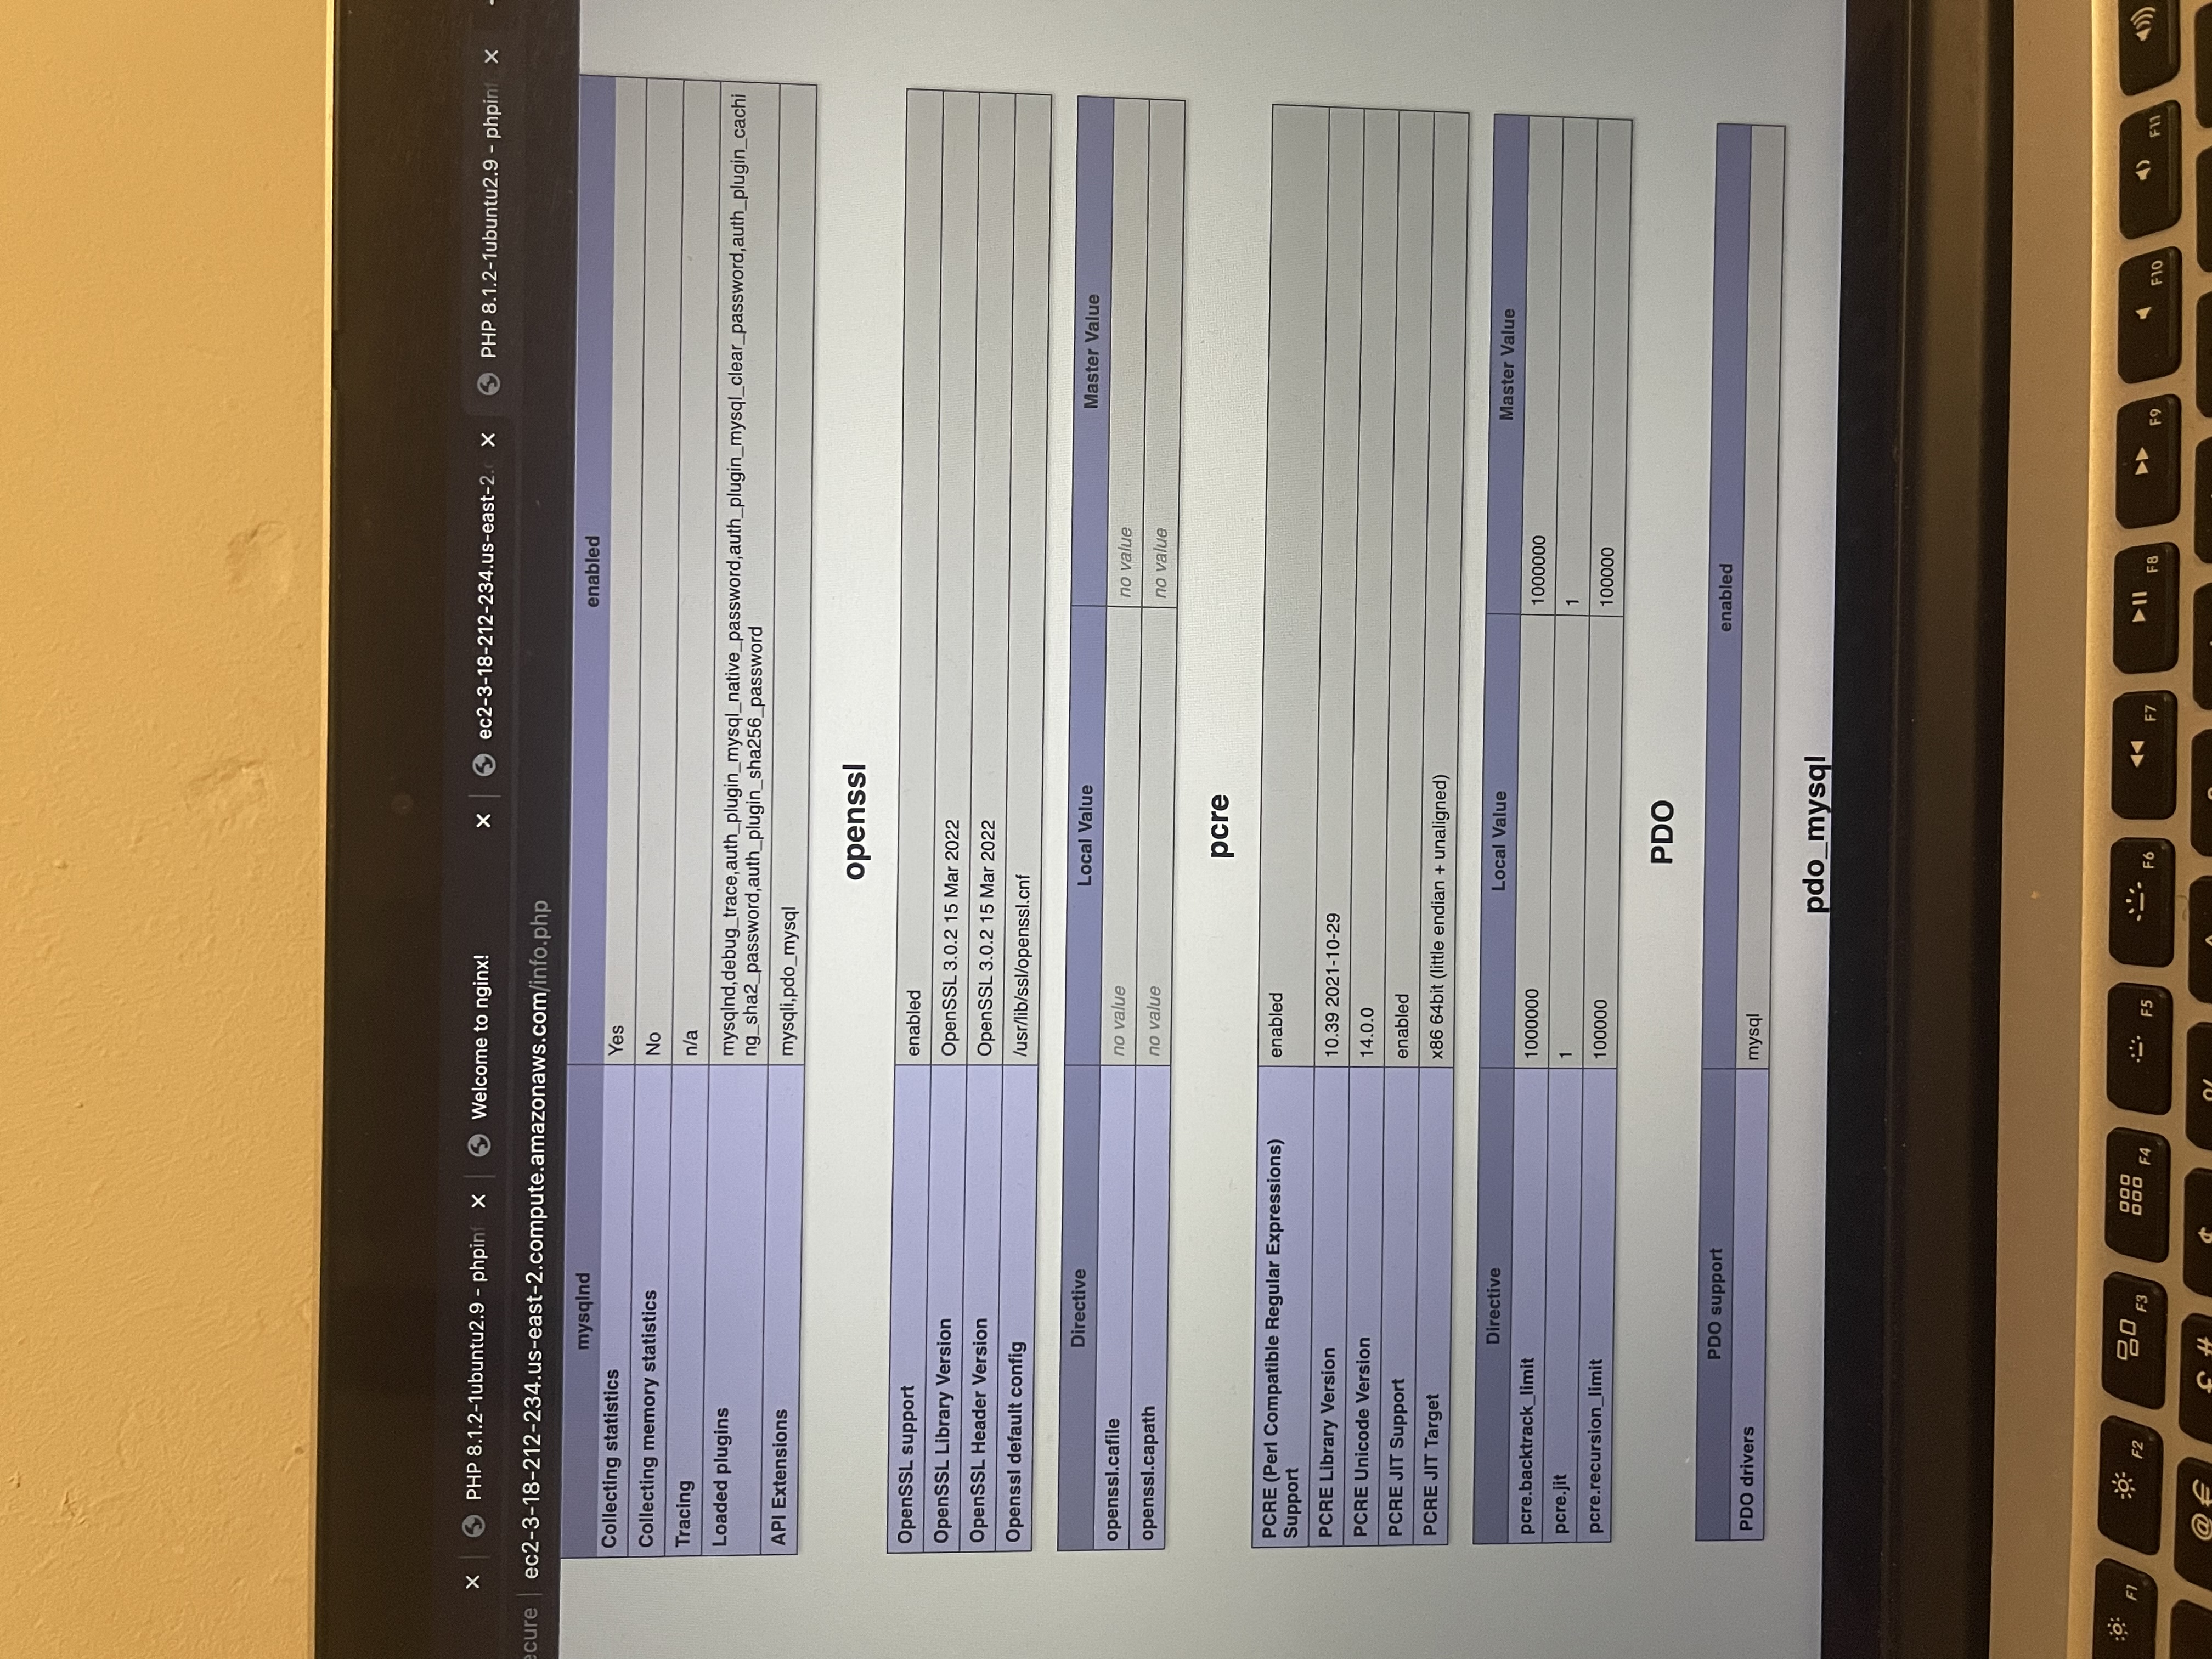 PHP 8.1.2-1ubuntu2.9 - phpin
Welcome to nginx!
ec2-3-18-212-234.us-east-2.
PHP 8.1.2-1ubuntu2.9 - phpin
ecure ec2-3-18-212-234.us-east-2.compute.amazonaws.com/info.php
mysqlnd enabled
Collecting statistics Yes
Collecting memory statistics No
Tracing n/a
Loaded plugins mysqlnd,debug_trace,auth_plugin_mysql_native_password,auth_plugin_mysql_clear_password,auth_plugin_cachi
ng_sha2_password,auth_plugin_sha256_password
API Extensions mysqli,pdo_mysql
openssl
OpenSSL support enabled
OpenSSL Library Version OpenSSL 3.0.2 15 Mar 2022
OpenSSL Header Version OpenSSL 3.0.2 15 Mar 2022
Openssl default config /usr/lib/ssl/openssl.cnf
Directive Local Value Master Value
openssl.cafile no value no value
openssl.capath no value no value
pcre
PCRE (Perl Compatible Regular Expressions) enabled
Support
PCRE Library Version 10.39 2021-10-29
PCRE Unicode Version 14.0.0
PCRE JIT Support enabled
PCRE JIT Target x86 64bit (little endian + unaligned)
Directive Local Value Master Value
pcre.backtrack_limit 1000000 1000000
pcre.jit 1 1
pcre.recursion_limit 100000 100000
PDO
PDO support enabled
PDO drivers mysql
pdo_mysql
F1 F2 F3 F4 F5 F6 F7 F8 F9 F10 F11
@ € £ #